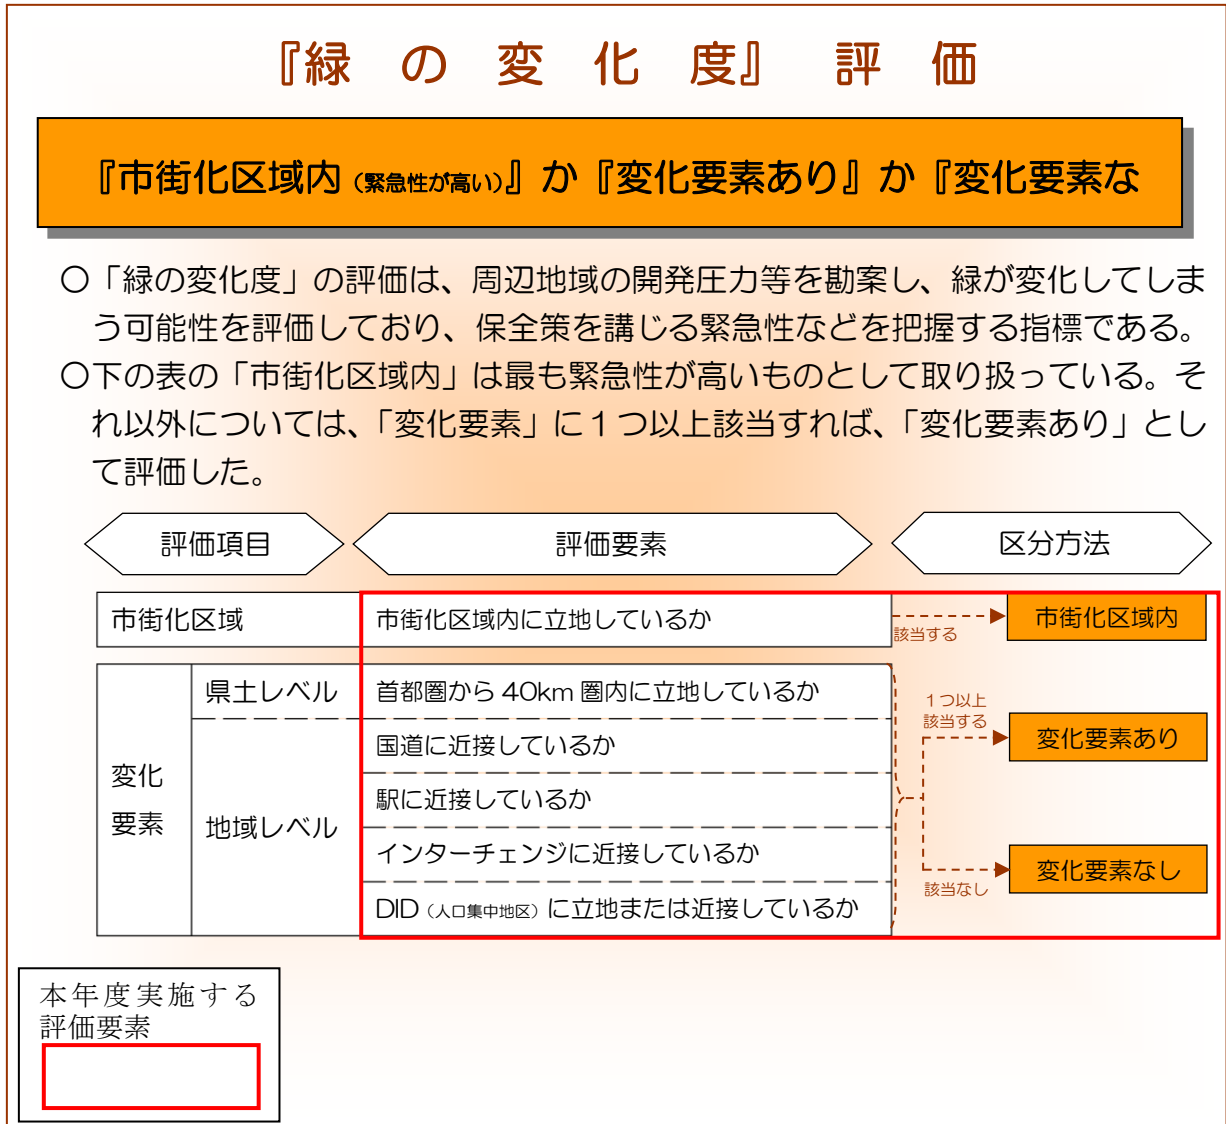 『緑の変化度』 評価
『市街化区域内（緊急性が高い）』か『変化要素あり』か『変化要素な
〇「緑の変化度」の評価は、周辺地域の開発圧力等を勘案し、緑が変化してしま
う可能性を評価しており、保全策を講じる緊急性などを把握する指標である。
〇下の表の「市街化区域内」は最も緊急性が高いものとして取り扱っている。そ
れ以外については、「変化要素」に１つ以上該当すれば、「変化要素あり」とし
て評価した。
評価項目
評価要素
区分方法
市街化区域
市街化区域内に立地しているか
該当する
市街化区域内
変化
要素
県土レベル
首都圏から 40km 圏内に立地しているか
地域レベル
国道に近接しているか
駅に近接しているか
インターチェンジに近接しているか
DID（人口集中地区）に立地または近接しているか
１つ以上
該当する
変化要素あり
該当なし
変化要素なし
本年度実施する
評価要素